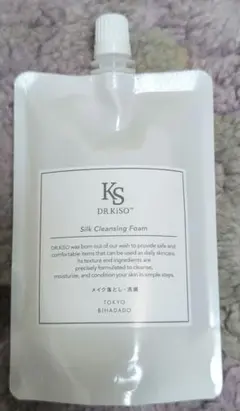 KS
DR.KiSO™
Silk Cleansing Foam
DR.KiSO was born out of our wish to provide safe and
comfortable items that can be used as daily skincare.
Its texture and ingredients are
precisely formulated to cleanse,
moisturize, and condition your skin in simple steps.
メイク落とし・洗顔
TOKYO
BIHADADO